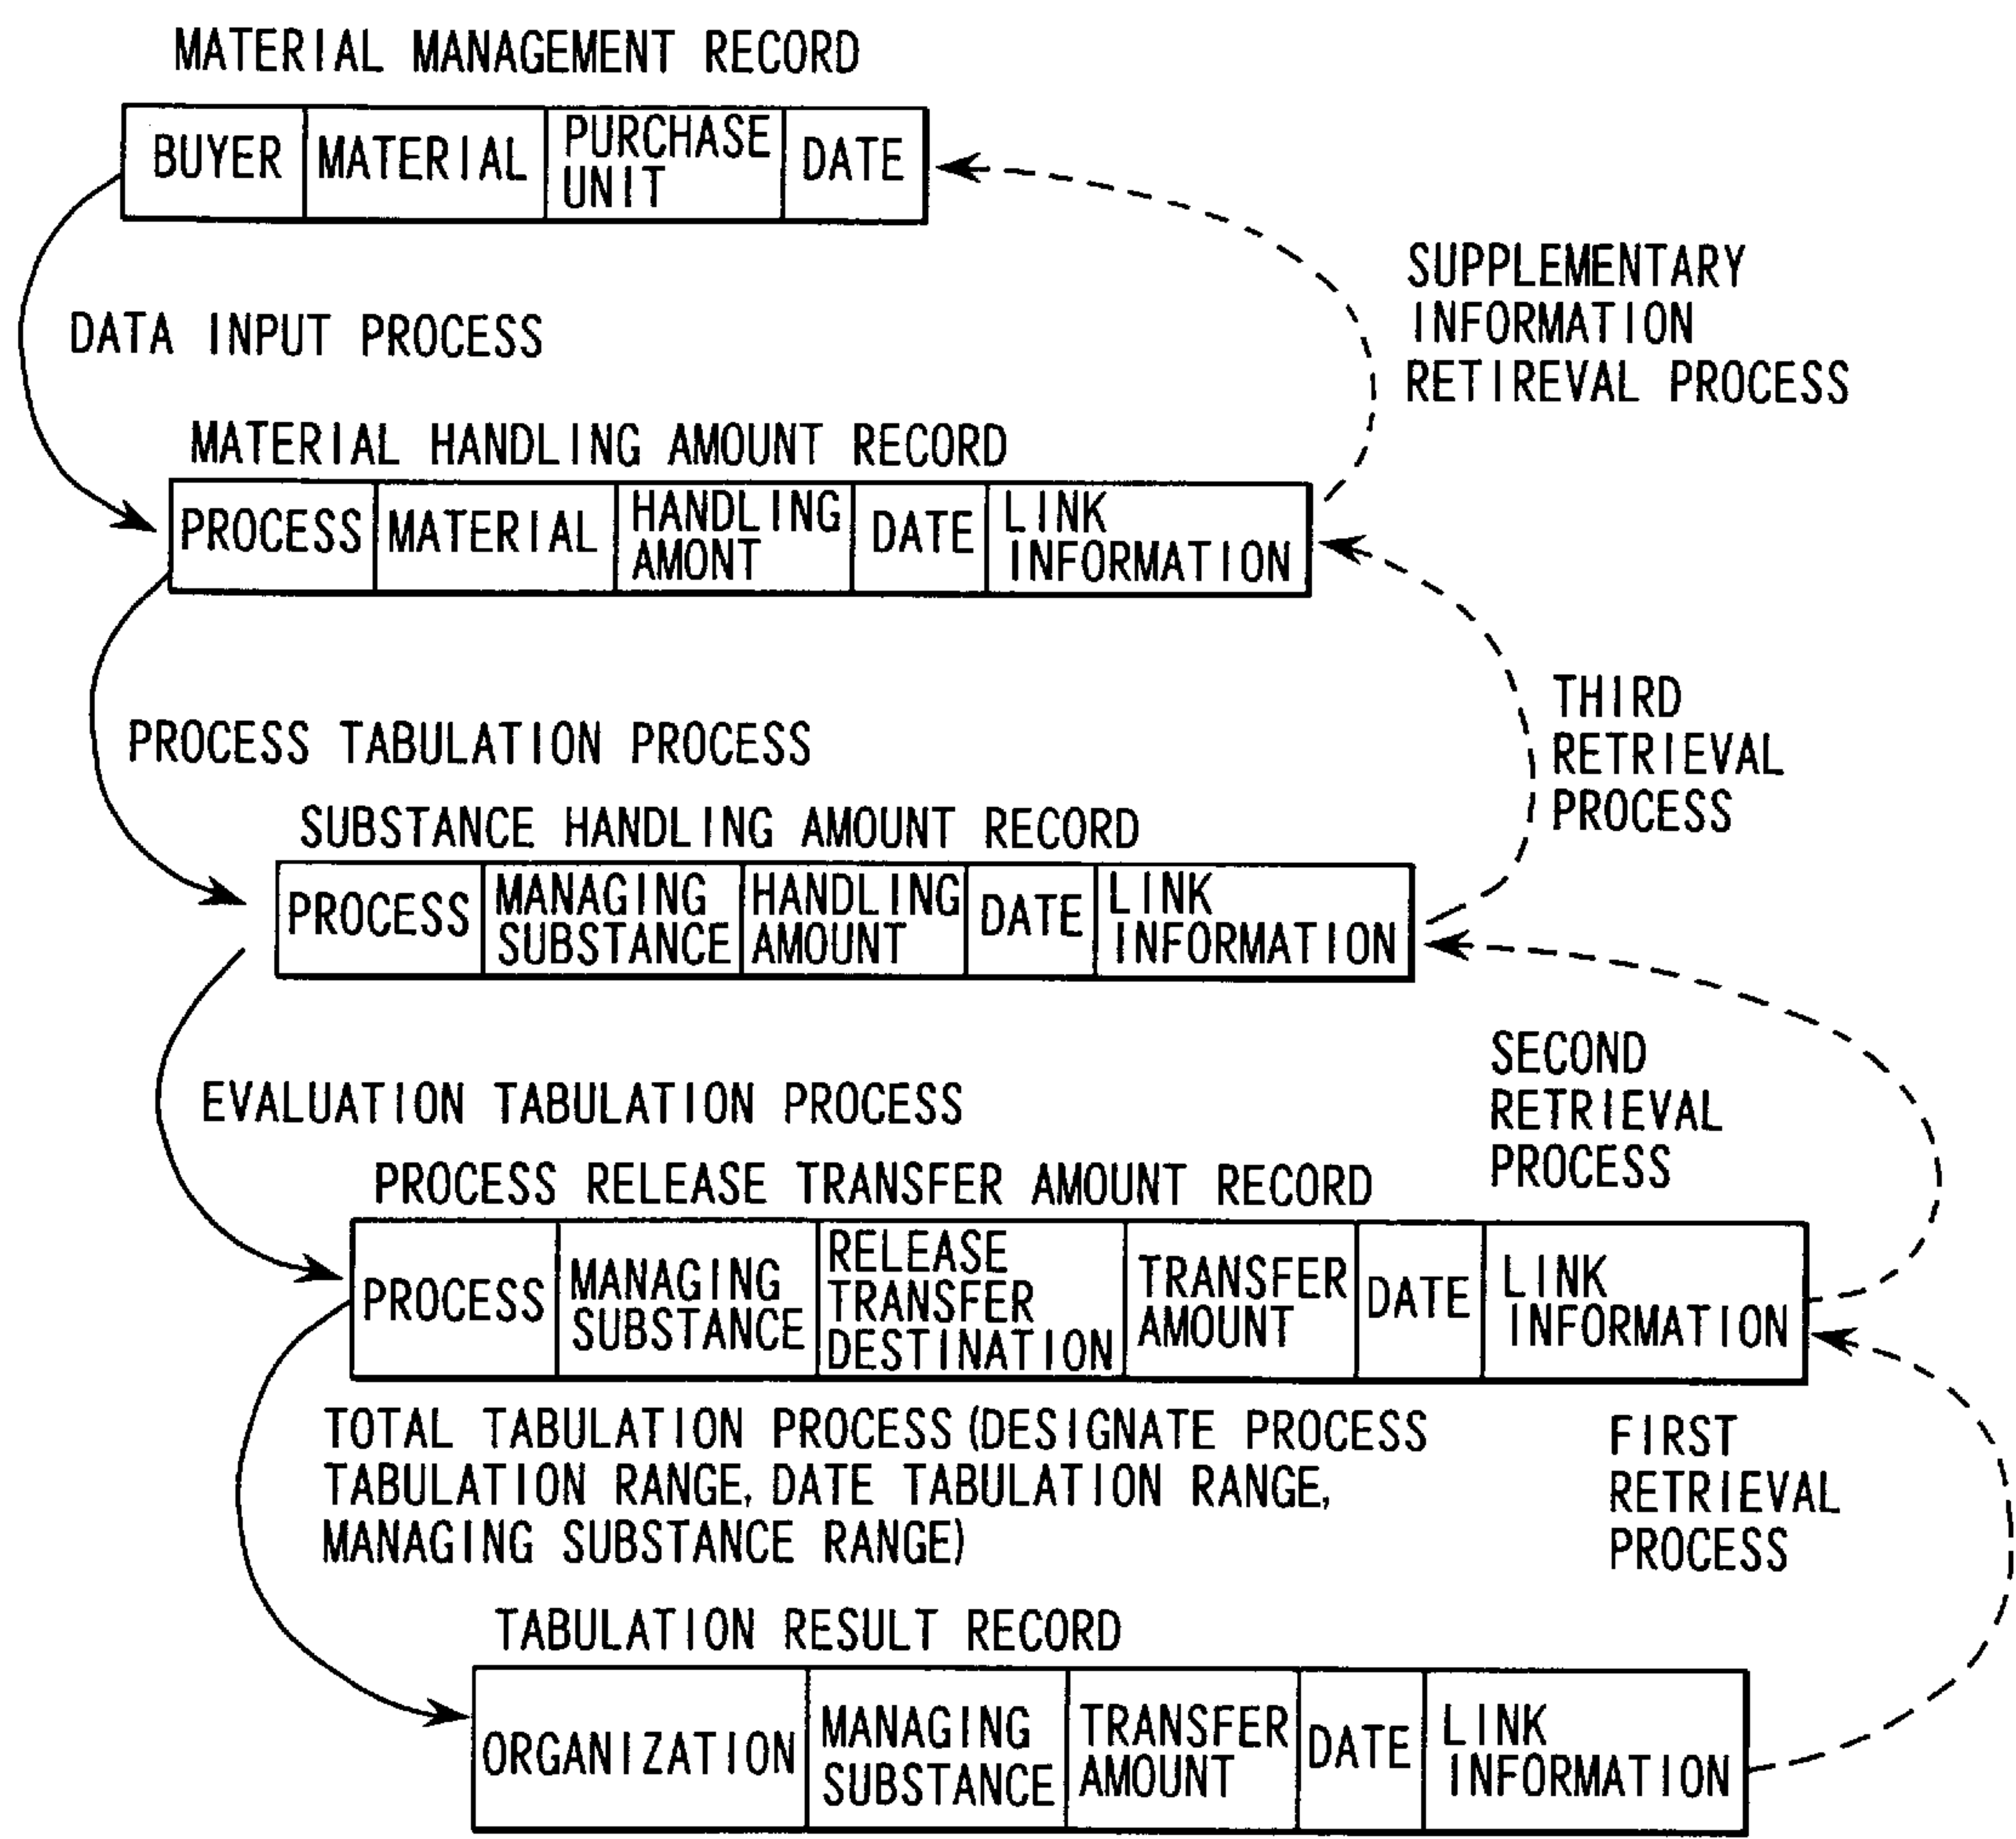 MATERIAL MANAGEMENT RECORD
BUYER
MATERIAL
PURCHASE
UNIT
DATE
SUPPLEMENTARY
INFORMATION
RETIREVAL PROCESS
DATA INPUT PROCESS
MATERIAL HANDLING AMOUNT RECORD
PROCESS
MATERIAL
HANDLING
AMONT
DATE
LINK
INFORMATION
THIRD
RETRIEVAL
PROCESS
PROCESS TABULATION PROCESS
SUBSTANCE HANDLING AMOUNT RECORD
PROCESS
MANAGING
SUBSTANCE
HANDLING
AMOUNT
DATE
LINK
INFORMATION
SECOND
RETRIEVAL
PROCESS
EVALUATION TABULATION PROCESS
PROCESS RELEASE TRANSFER AMOUNT RECORD
PROCESS
MANAGING
SUBSTANCE
RELEASE
TRANSFER
DESTINATION
TRANSFER
AMOUNT
DATE
LINK
INFORMATION
TOTAL TABULATION PROCESS (DESIGNATE PROCESS
TABULATION RANGE, DATE TABULATION RANGE,
MANAGING SUBSTANCE RANGE)
FIRST
RETRIEVAL
PROCESS
TABULATION RESULT RECORD
ORGANIZATION
MANAGING
SUBSTANCE
TRANSFER
AMOUNT
DATE
LINK
INFORMATION